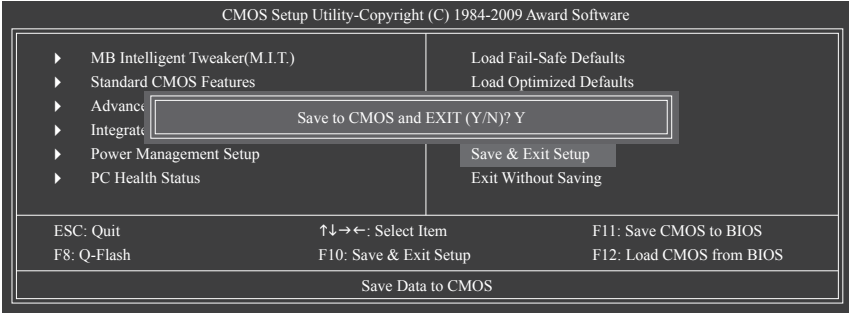 CMOS Setup Utility-Copyright (C) 1984-2009 Award Software
MB Intelligent Tweaker(M.I.T.)
Standard CMOS Features
Advance
Integrate
Power Management Setup
PC Health Status
Load Fail-Safe Defaults
Load Optimized Defaults
Save to CMOS and EXIT (Y/N)? Y
Save & Exit Setup
Exit Without Saving
ESC: Quit
↑↓→←: Select Item
F11: Save CMOS to BIOS
F8: Q-Flash
F10: Save & Exit Setup
F12: Load CMOS from BIOS
Save Data to CMOS